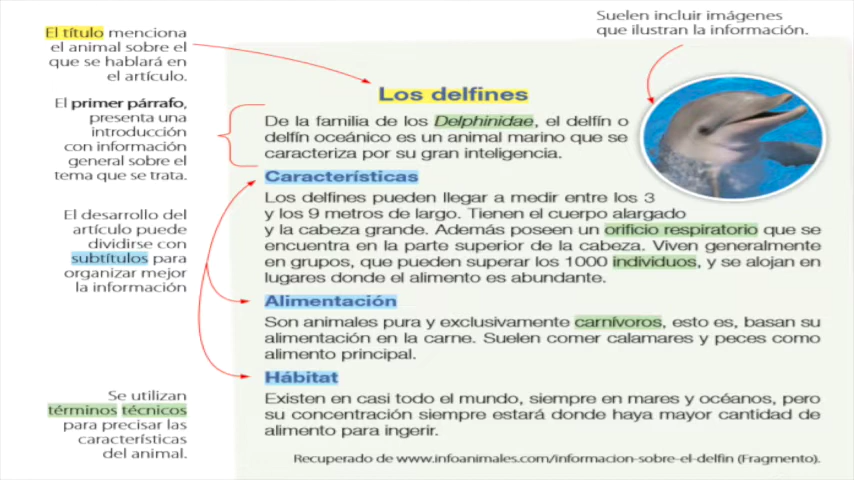 El título menciona
el animal sobre el
que se hablará en
el artículo.
Suelen incluir imágenes
que ilustran la información.
El primer párrafo,
presenta una
introducción
con información
general sobre el
tema que se trata.
El desarrollo del
artículo puede
dividirse con
subtítulos para
organizar mejor
la información
Se utilizan
términos técnicos
para precisar las
características
del animal.
Los delfines
De la familia de los Delphinidae, el delfín o
delfín oceánico es un animal marino que se
caracteriza por su gran inteligencia.
Características
Los delfines pueden llegar a medir entre los 3
y los 9 metros de largo. Tienen el cuerpo alargado
y la cabeza grande. Además poseen un orificio respiratorio que se
encuentra en la parte superior de la cabeza. Viven generalmente
en grupos, que pueden superar los 1000 individuos, y se alojan en
lugares donde el alimento es abundante.
Alimentación
Son animales pura y exclusivamente carnívoros, esto es, basan su
alimentación en la carne. Suelen comer calamares y peces como
alimento principal.
Hábitat
Existen en casi todo el mundo, siempre en mares y océanos, pero
su concentración siempre estará donde haya mayor cantidad de
alimento para ingerir.
Recuperado de www.infoanimales.com/informacion-sobre-el-delfin (Fragmento).